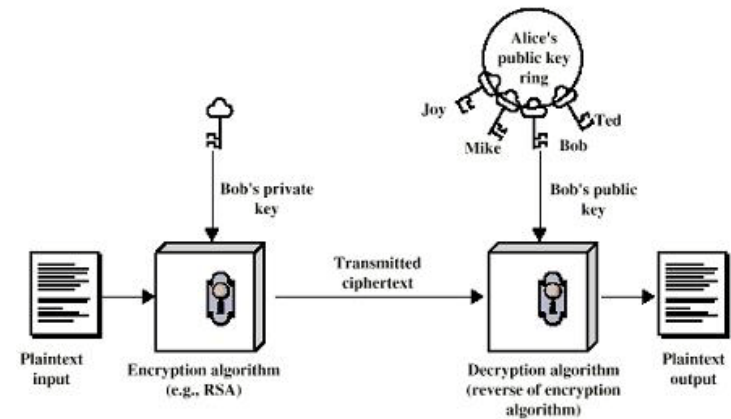 Alice's
public key
ring
Joy
Ted
Mike
Bob
Bob's private
key
Bob's public
key
Transmitted
ciphertext
Plaintext
input
Encryption algorithm
(e.g., RSA)
Decryption algorithm
(reverse of encryption
algorithm)
Plaintext
output